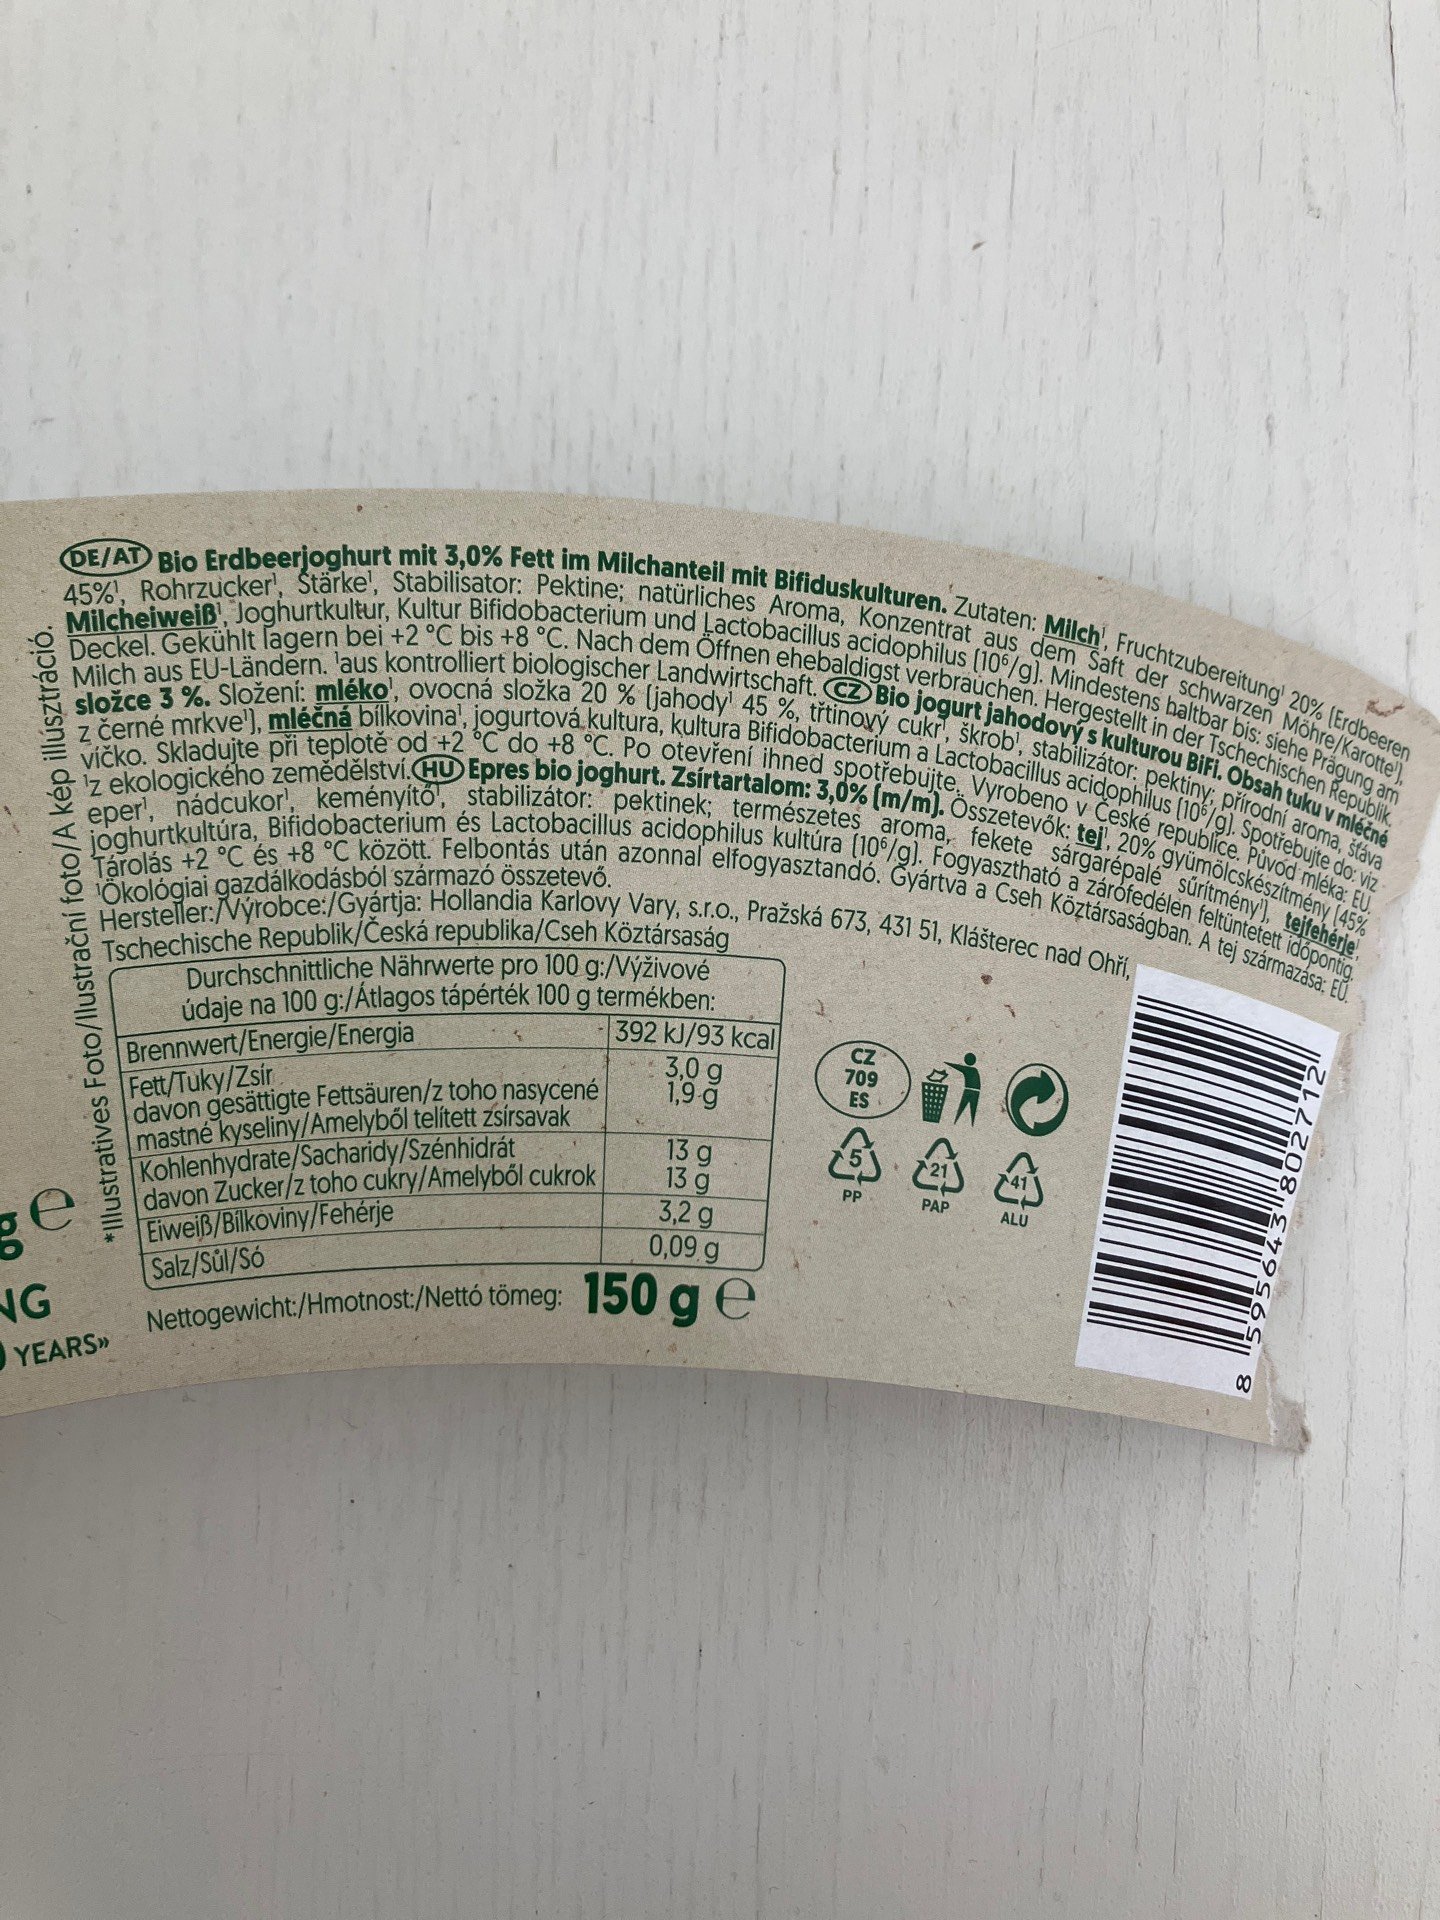 DE/AT Bio Erdbeerjoghurt mit 3,0% Fett im Milchanteil mit Bifiduskulturen. Zutaten: Milch¹, Fruchtzubereitung¹ 20% (Erdbeeren
45%¹, Rohrzucker¹, Stärke¹, Stabilisator: Pektine; natürliches Aroma, Konzentrat aus dem Saft der schwarzen Möhre/Karotte¹),
Milcheiweiß¹, Joghurtkultur, Kultur Bifidobacterium und Lactobacillus acidophilus (10⁶/g). Mindestens haltbar bis: siehe Prägung am
Deckel. Gekühlt lagern bei +2 °C bis +8 °C. Nach dem Öffnen ehebaldigst verbrauchen. Hergestellt in der Tschechischen Republik.
Milch aus EU-Ländern. ¹aus kontrolliert biologischer Landwirtschaft. CZ Bio jogurt jahodový s kulturou BiFi. Obsah tuku v mléčné
složce 3 %. Složení: mléko¹, ovocná složka 20 % (jahody¹ 45 %, třtinový cukr¹, škrob¹, stabilizátor: pektiny; přírodní aroma, šťáva
z černé mrkve¹), mléčná bílkovina¹, jogurtová kultura, kultura Bifidobacterium a Lactobacillus acidophilus (10⁶/g). Spotřebujte do: viz
víčko. Skladujte při teplotě od +2 °C do +8 °C. Po otevření ihned spotřebujte. Vyrobeno v České republice. Původ mléka: EU.
¹z ekologického zemědělství. HU Epres bio joghurt. Zsírtartalom: 3,0% (m/m). Összetevők: tej¹, 20% gyümölcskészítmény (45%
eper¹, nádcukor¹, keményítő¹, stabilizátor: pektinek; természetes aroma, fekete sárgarépalé sűrítmény¹), tejfehérje¹,
joghurtkultúra, Bifidobacterium és Lactobacillus acidophilus kultúra (10⁶/g). Fogyasztható a zárófedélen feltüntetett időpontig.
Tárolás +2 °C és +8 °C között. Felbontás után azonnal elfogyasztandó. Gyártva a Cseh Köztársaságban. A tej származása: EU.
¹Ökológiai gazdálkodásból származó összetevő.
Hersteller:/Výrobce:/Gyártja: Hollandia Karlovy Vary, s.r.o., Pražská 673, 431 51, Klášterec nad Ohří,
Tschechische Republik/Česká republika/Cseh Köztársaság
*Illustratives Foto/Ilustrační foto/A kép illusztráció.
Durchschnittliche Nährwerte pro 100 g:/Výživové
údaje na 100 g:/Átlagos tápérték 100 g termékben:
Brennwert/Energie/Energia 392 kJ/93 kcal
Fett/Tuky/Zsír 3,0 g
davon gesättigte Fettsäuren/z toho nasycené 1,9 g
mastné kyseliny/Amelyből telített zsírsavak
Kohlenhydrate/Sacharidy/Szénhidrát 13 g
davon Zucker/z toho cukry/Amelyből cukrok 13 g
Eiweiß/Bílkoviny/Fehérje 3,2 g
Salz/Sůl/Só 0,09 g
Nettogewicht:/Hmotnost:/Nettó tömeg: 150 g e
CZ
709
ES
5
PP
21
PAP
41
ALU
8 595643 802712
g e
NG
YEARS»